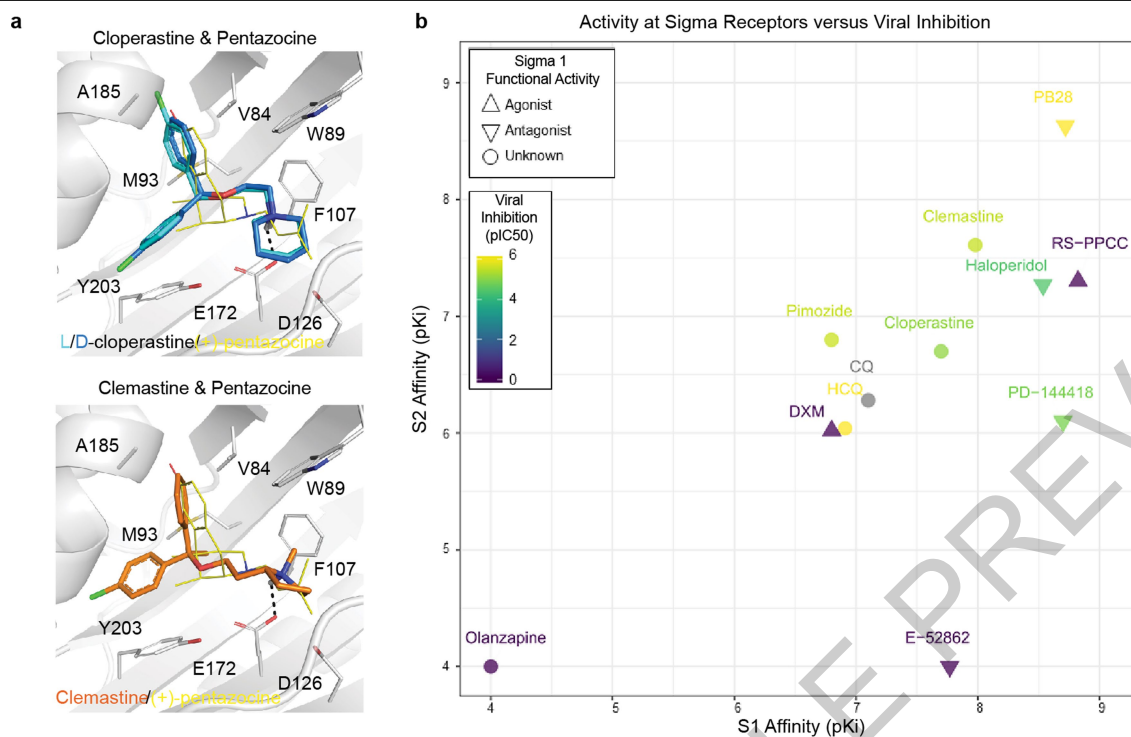 a
Cloperastine & Pentazocine
A185
V84
W89
M93
F107
Y203
E172
D126
L/D-cloperastine/(+)-pentazocine
Clemastine & Pentazocine
A185
V84
W89
M93
F107
Y203
E172
D126
Clemastine/(+)-pentazocine
b
Activity at Sigma Receptors versus Viral Inhibition
Sigma 1
Functional Activity
Agonist
Antagonist
Unknown
Viral
Inhibition
(pIC50)
6
4
2
0
PB28
Clemastine
RS-PPCC
Haloperidol
Pimozide
Cloperastine
CQ
HCQ
DXM
PD-144418
E-52862
Olanzapine
S2 Affinity (pKi)
9
8
7
6
5
4
4
5
6
7
8
9
S1 Affinity (pKi)
E PREV